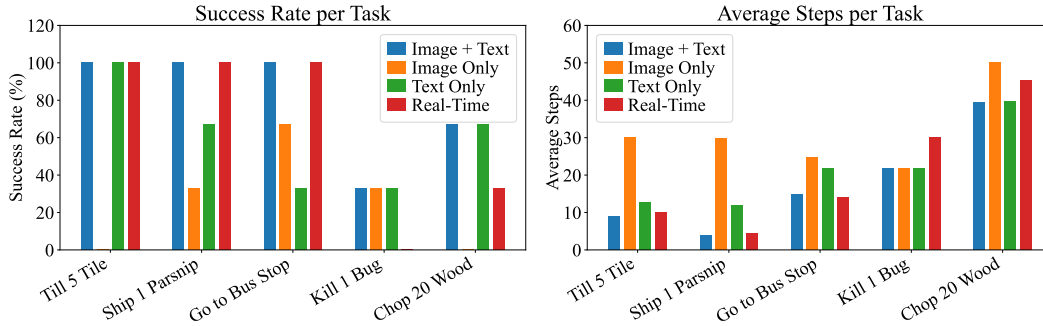 Success Rate per Task
Success Rate (%)
120
100
80
60
40
20
0
Image + Text
Image Only
Text Only
Real-Time
Till 5 Tile
Ship 1 Parsnip
Go to Bus Stop
Kill 1 Bug
Chop 20 Wood
Average Steps per Task
Average Steps
60
50
40
30
20
10
0
Image + Text
Image Only
Text Only
Real-Time
Till 5 Tile
Ship 1 Parsnip
Go to Bus Stop
Kill 1 Bug
Chop 20 Wood